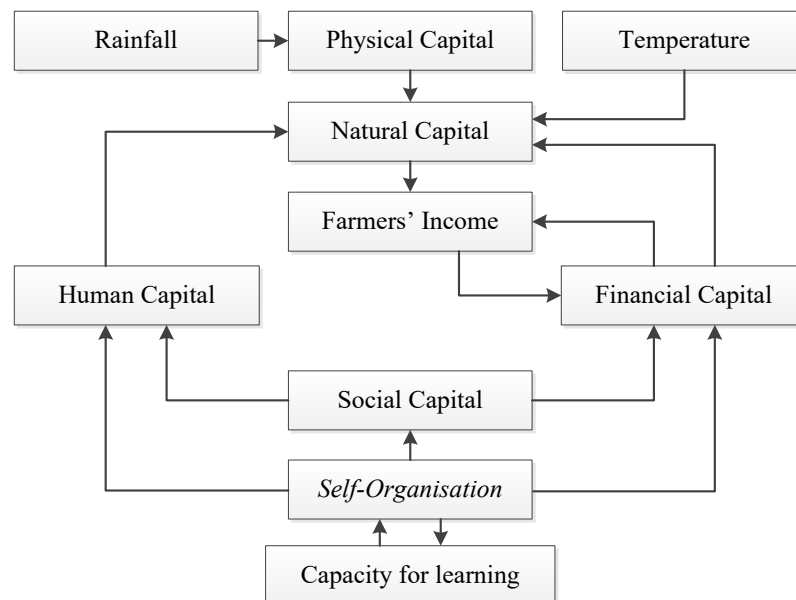 Rainfall
Physical Capital
Temperature
Natural Capital
Farmers’ Income
Human Capital
Financial Capital
Social Capital
Self-Organisation
Capacity for learning